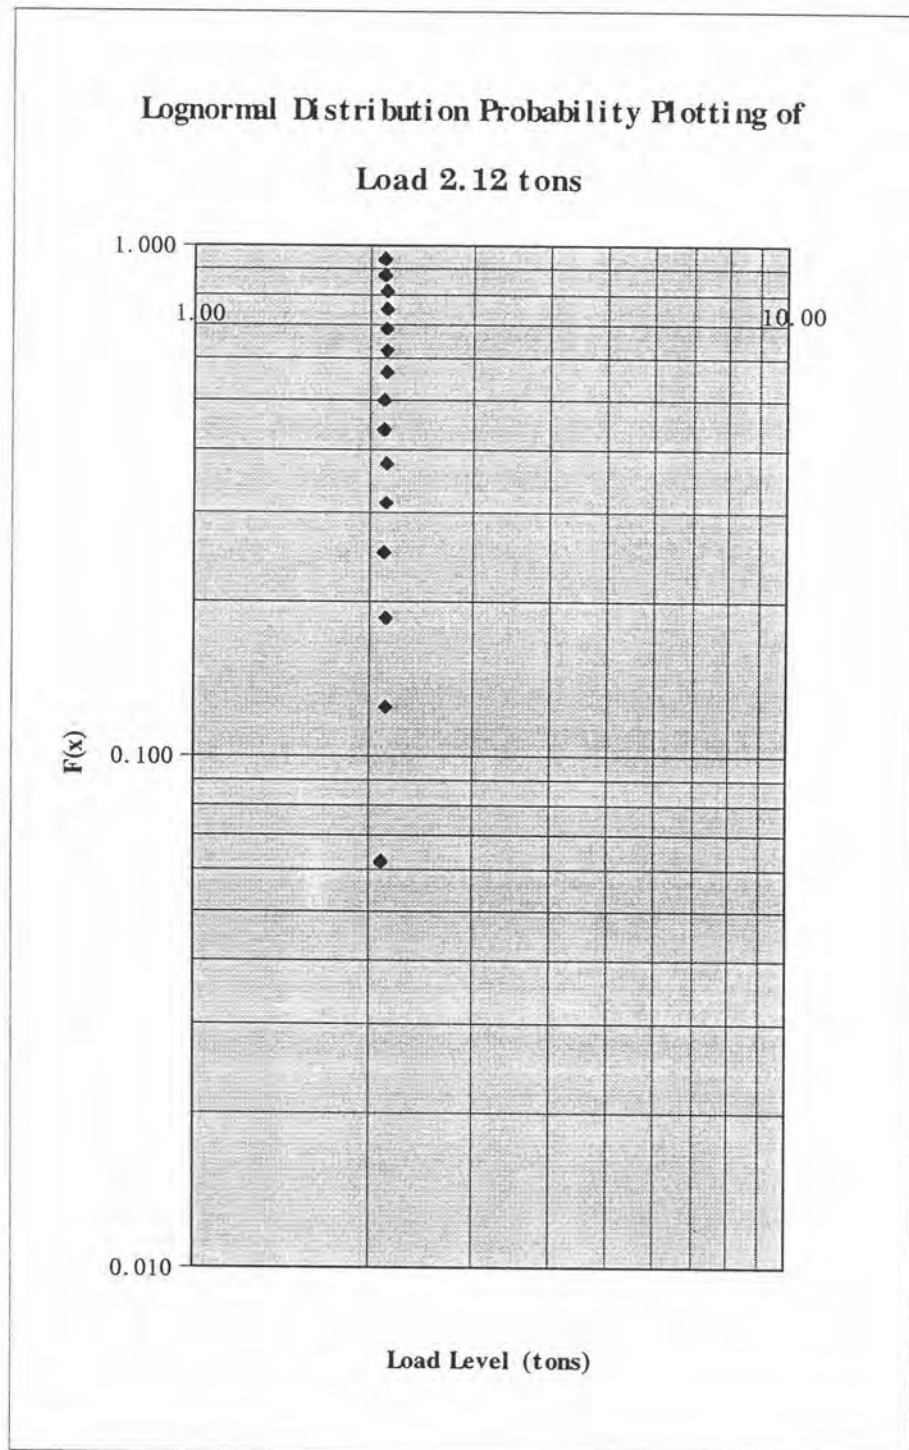 Lognormal Distribution Probability Plotting of
Load 2.12 tons
1.000
1.00
10.00
F(x)
0.100
0.010
Load Level (tons)